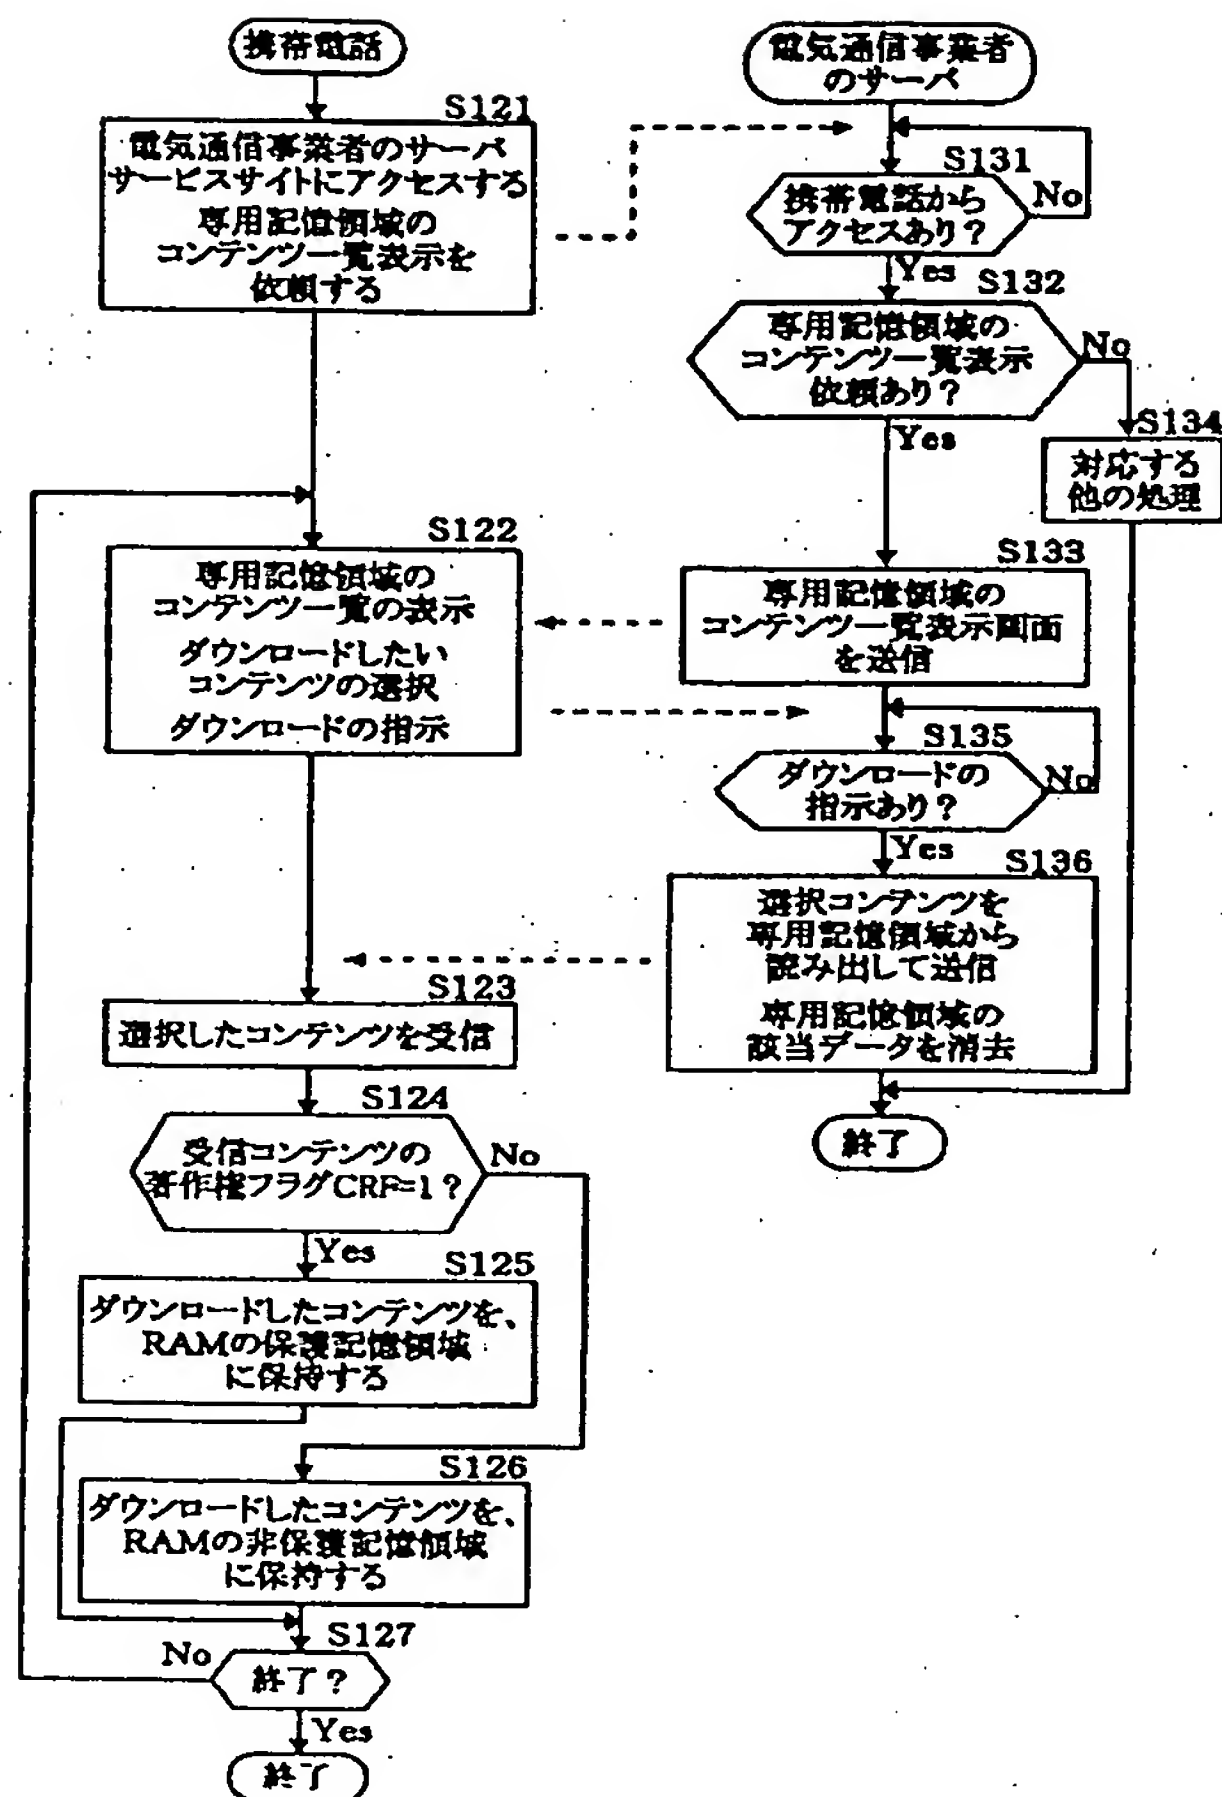 携帯電話
S121
電気通信事業者のサーバ
サービスサイトにアクセスする
専用記憶領域の
コンテンツ一覧表示を
依頼する
S122
専用記憶領域の
コンテンツ一覧の表示
ダウンロードしたい
コンテンツの選択
ダウンロードの指示
S123
選択したコンテンツを受信
S124
受信コンテンツの
著作権フラグCRF=1?
No
Yes
S125
ダウンロードしたコンテンツを、
RAMの保護記憶領域
に保持する
S126
ダウンロードしたコンテンツを、
RAMの非保護記憶領域
に保持する
S127
No
終了?
Yes
終了
電気通信事業者
のサーバ
S131
携帯電話から
アクセスあり?
No
Yes
S132
専用記憶領域の
コンテンツ一覧表示
依頼あり?
No
Yes
S134
対応する
他の処理
S133
専用記憶領域の
コンテンツ一覧表示画面
を送信
S135
ダウンロードの
指示あり?
No
Yes
S136
選択コンテンツを
専用記憶領域から
読み出して送信
専用記憶領域の
該当データを消去
終了